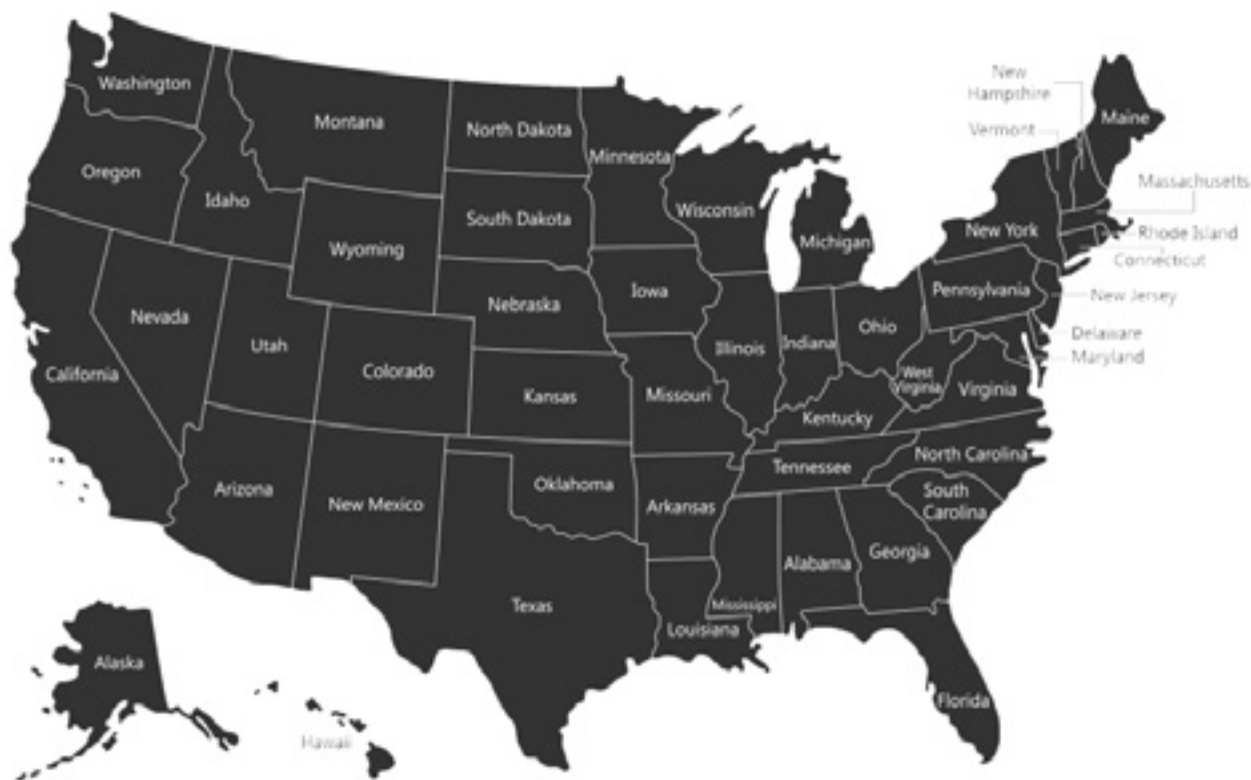 Washington
Montana
North Dakota
Minnesota
New
Hampshire
Vermont
Maine
Oregon
Idaho
Wyoming
South Dakota
Wisconsin
Michigan
New York
Massachusetts
Rhode Island
Connecticut
Nevada
Utah
Colorado
Nebraska
Iowa
Illinois
Indiana
Ohio
Pennsylvania
New Jersey
Delaware
Maryland
California
Kansas
Missouri
Kentucky
West
Virginia
Virginia
Arizona
New Mexico
Oklahoma
Arkansas
Tennessee
North Carolina
South
Carolina
Texas
Louisiana
Mississippi
Alabama
Georgia
Florida
Alaska
Hawaii